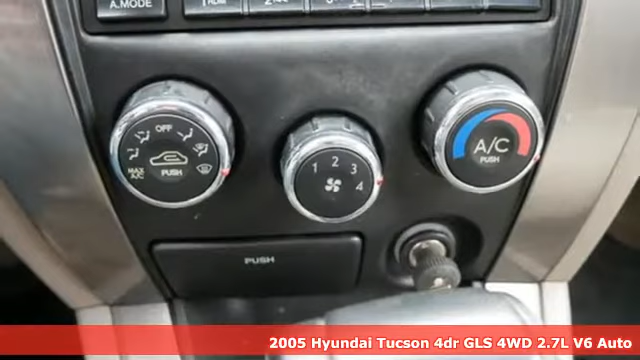 A.MODE
OFF
MAX
A/C
PUSH
1 2 3 4
A/C
PUSH
PUSH
2005 Hyundai Tucson 4dr GLS 4WD 2.7L V6 Auto